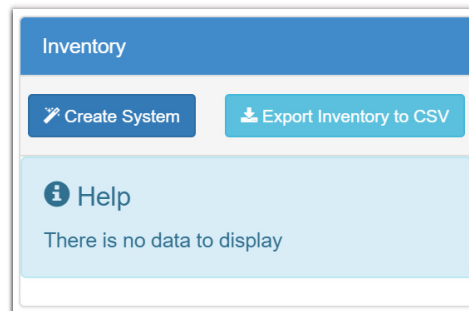 Inventory
Create System Export Inventory to CSV
Help
There is no data to display